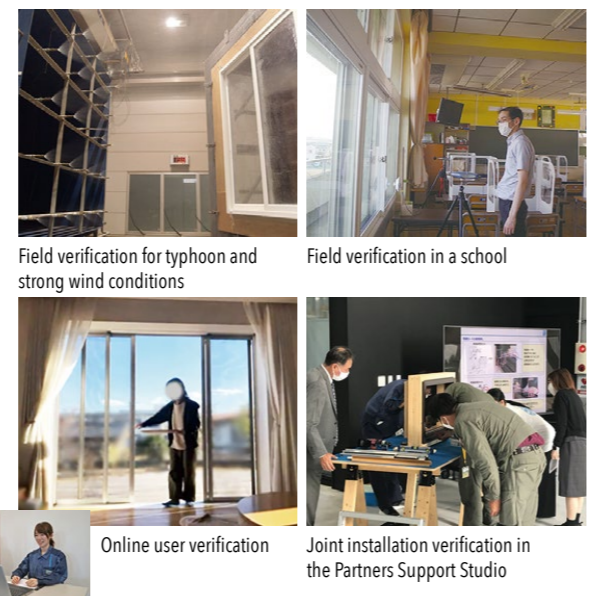 Field verification for typhoon and
strong wind conditions
Field verification in a school
Online user verification
Joint installation verification in
the Partners Support Studio